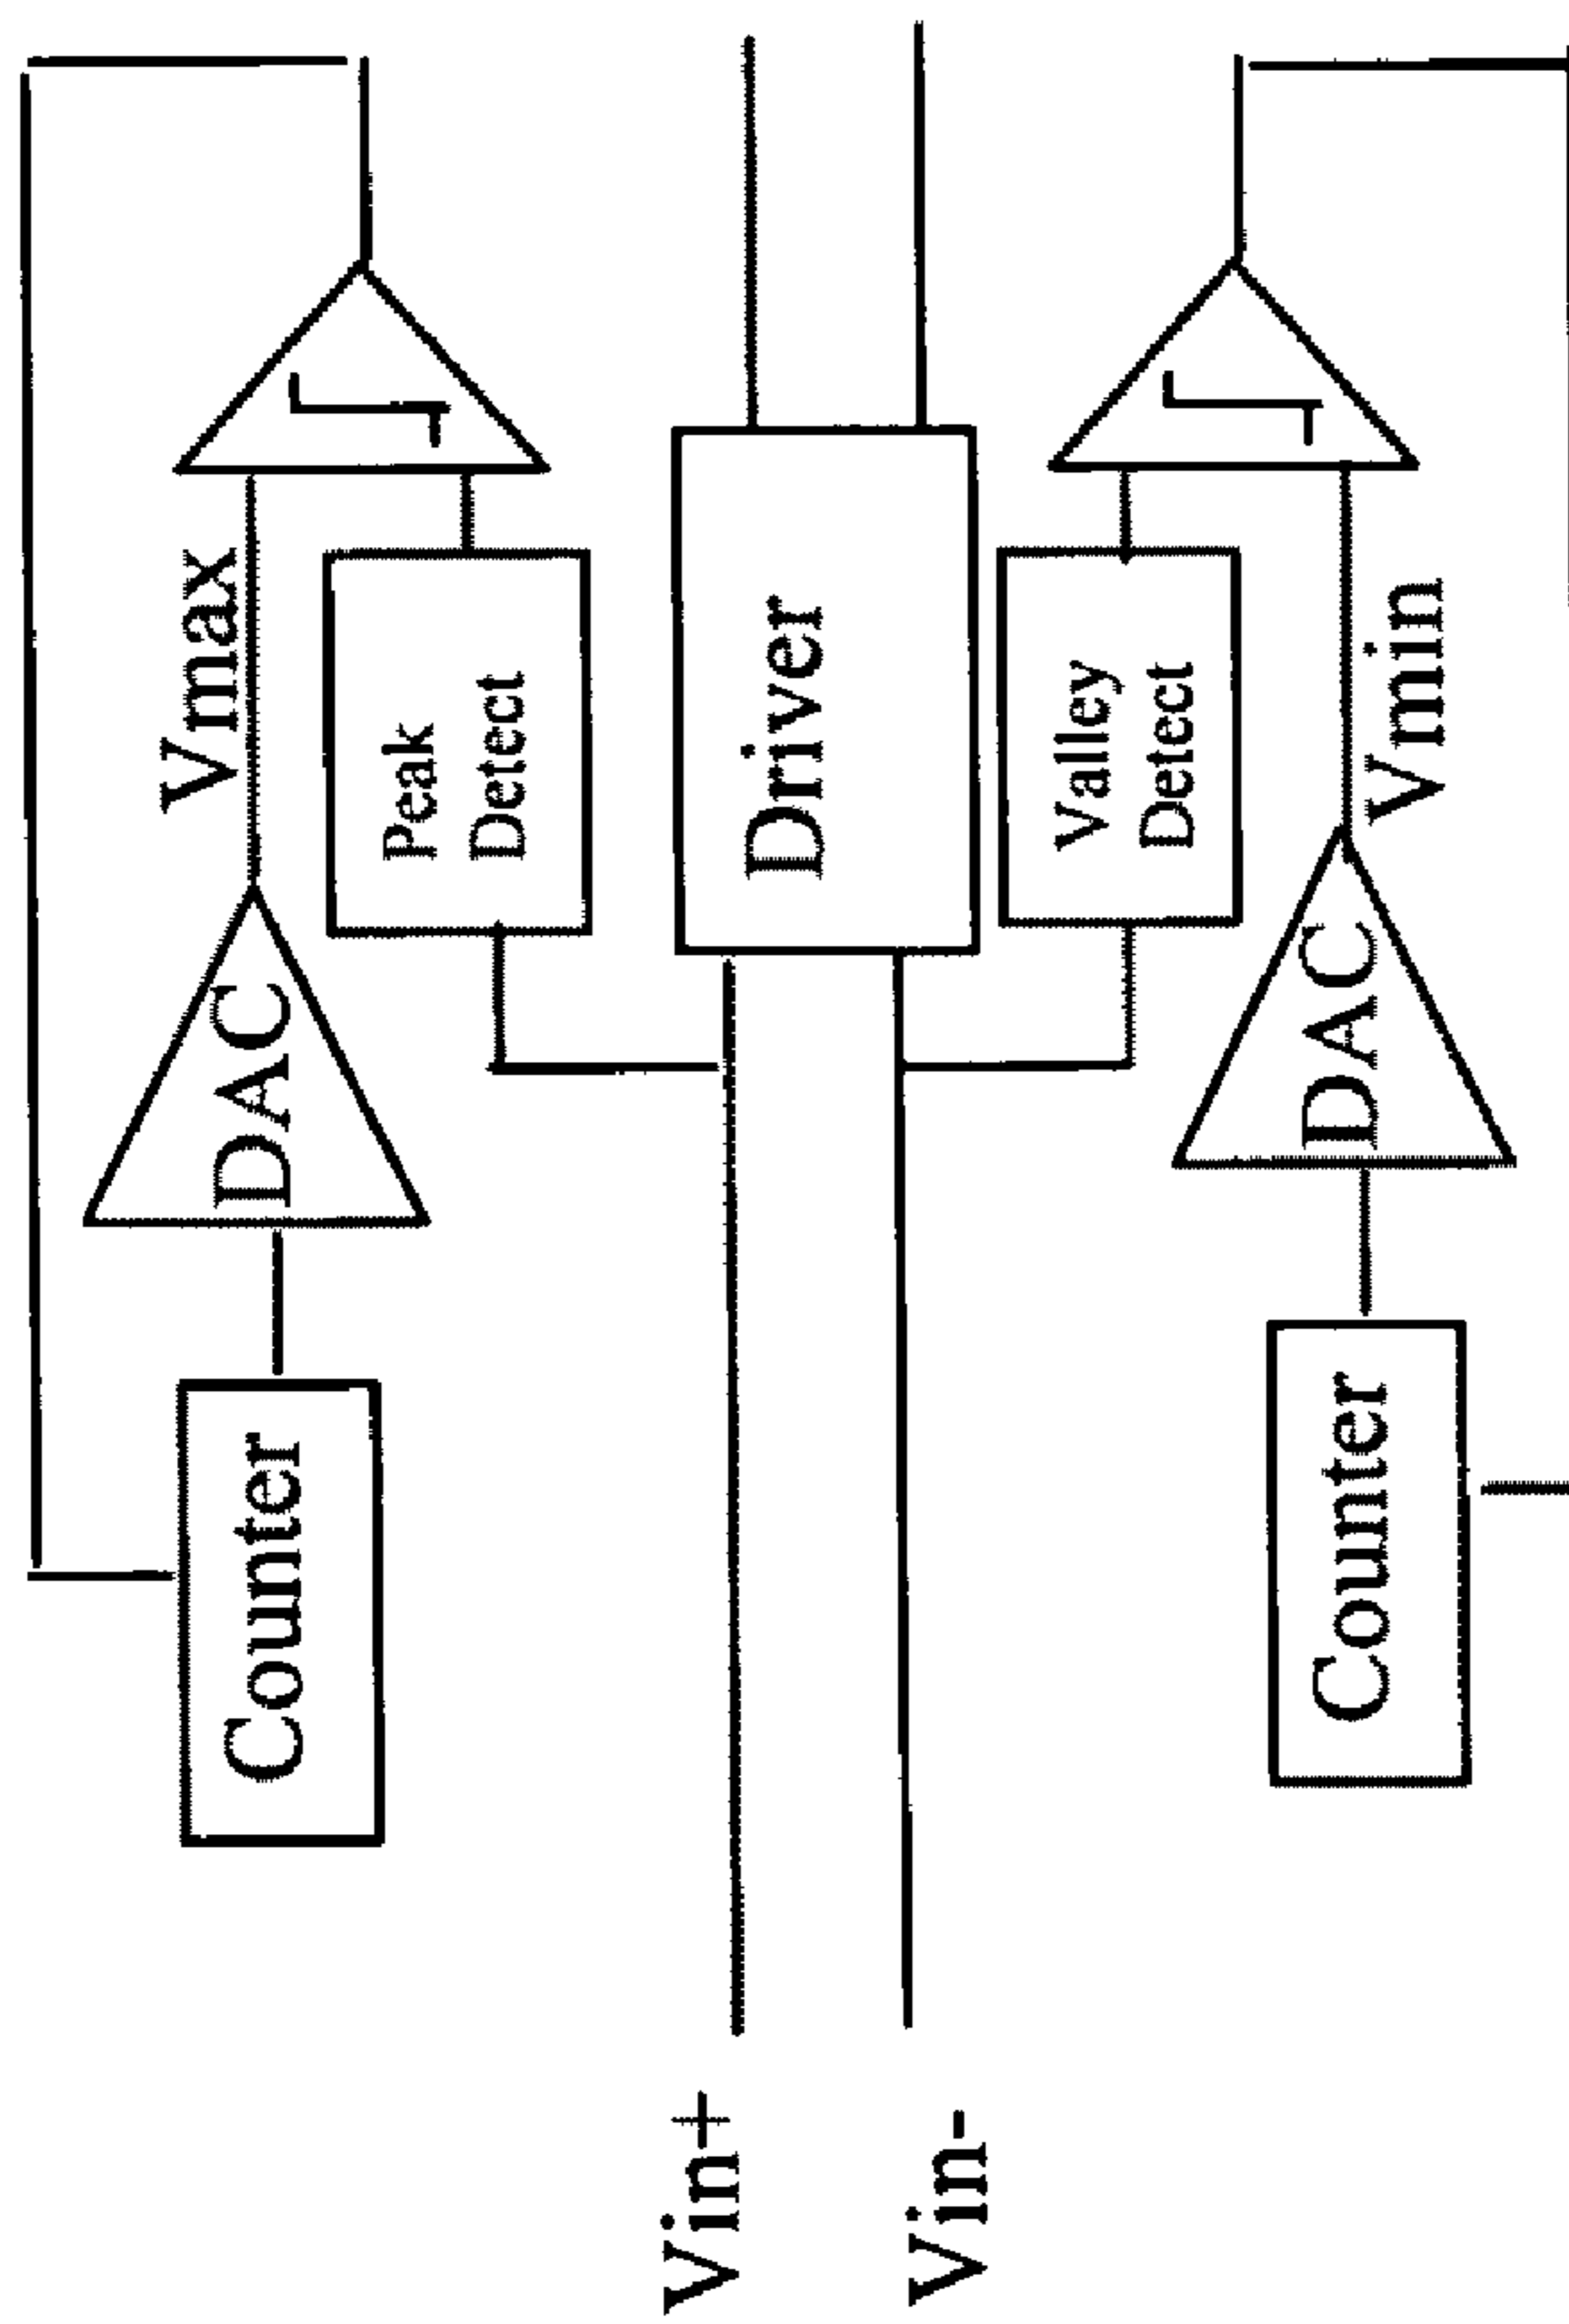 Counter
DAC
Vmax
Peak
Detect
Vin+
Vin-
Driver
Valley
Detect
Counter
DAC
Vmin